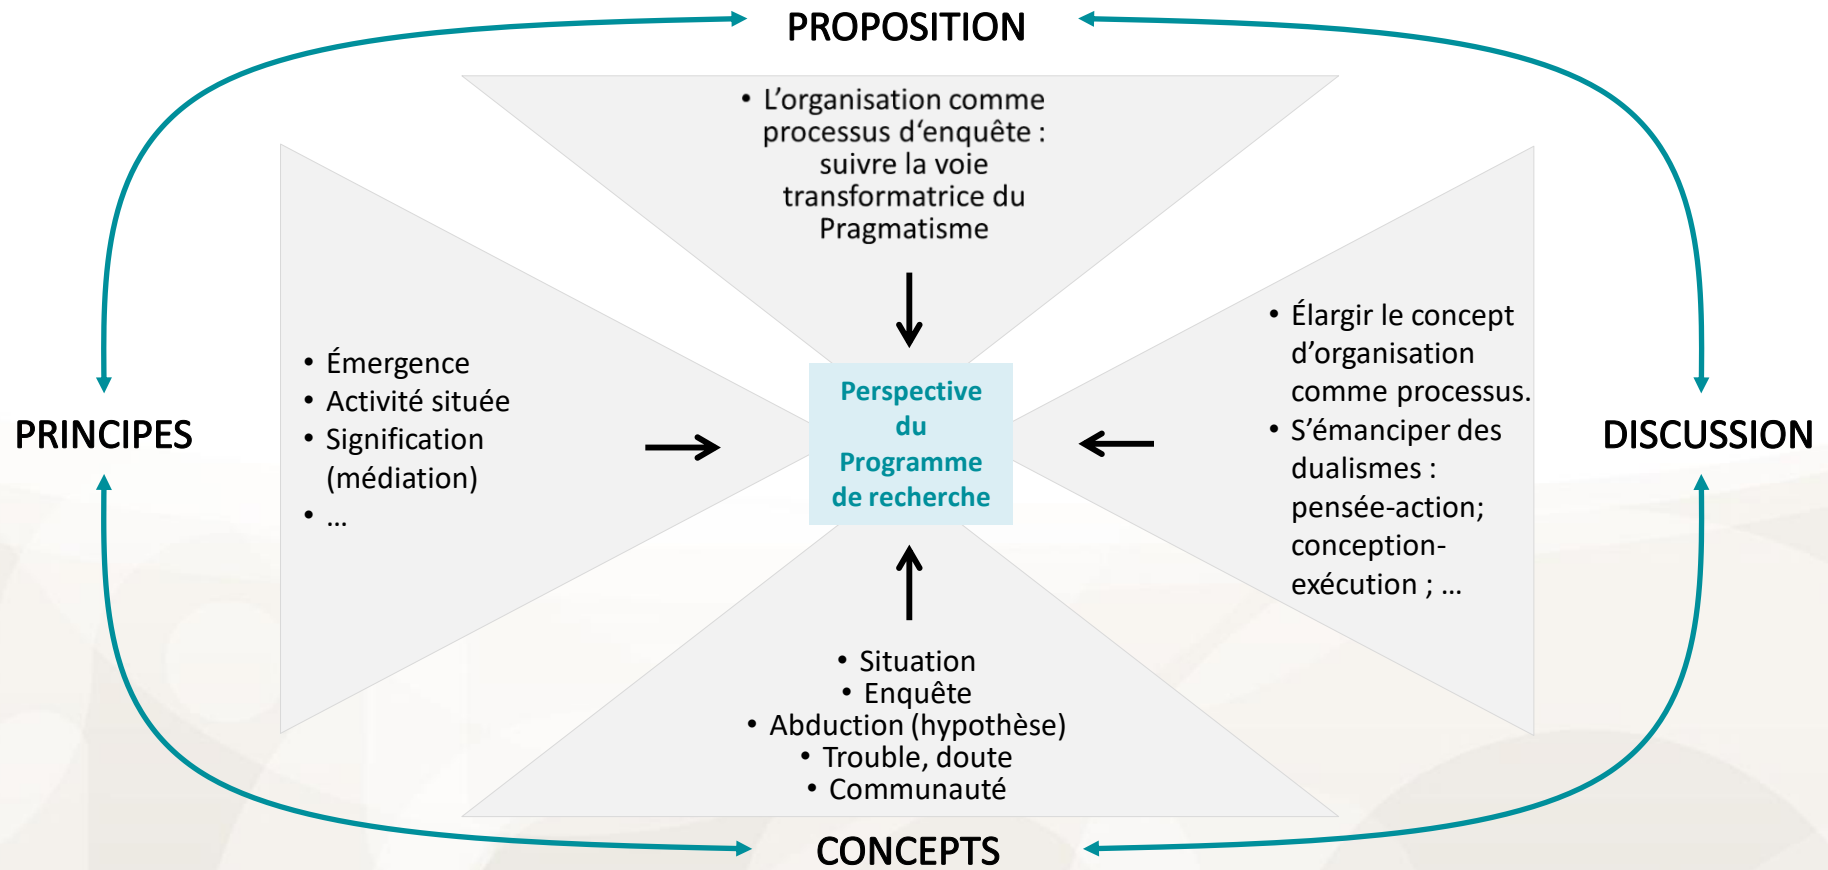 PROPOSITION
• L’organisation comme
processus d‘enquête :
suivre la voie
transformatrice du
Pragmatisme
PRINCIPES
• Émergence
• Activité située
• Signification
(médiation)
• ...
Perspective
du
Programme
de recherche
• Élargir le concept
d’organisation
comme processus.
• S’émanciper des
dualismes :
pensée-action;
conception-
exécution ; ...
DISCUSSION
• Situation
• Enquête
• Abduction (hypothèse)
• Trouble, doute
• Communauté
CONCEPTS